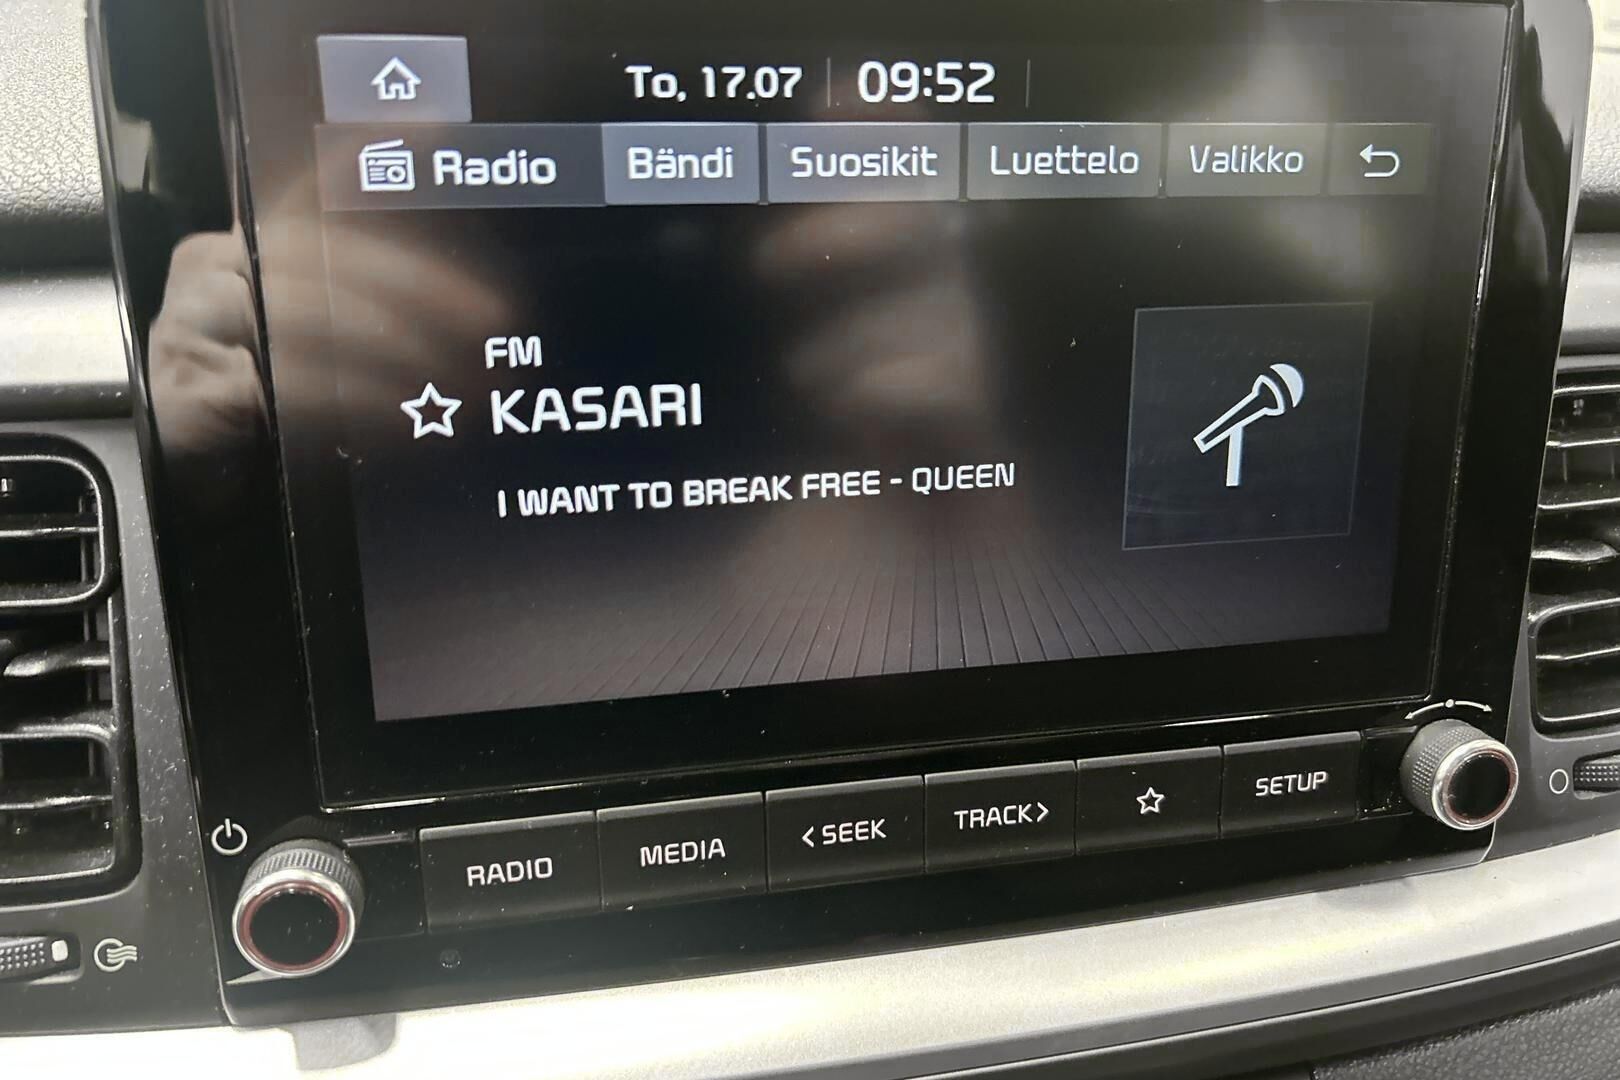 To, 17.07 09:52
Radio Bändi Suosikit Luettelo Valikko
FM
KASARI
I WANT TO BREAK FREE - QUEEN
RADIO MEDIA <SEEK TRACK> SETUP